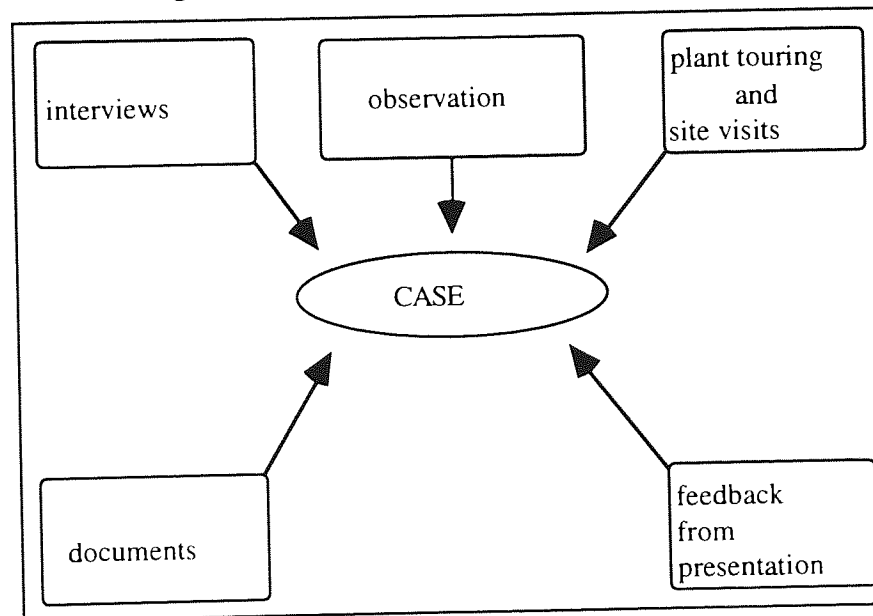 interviews
observation
plant touring
and
site visits
CASE
documents
feedback
from
presentation